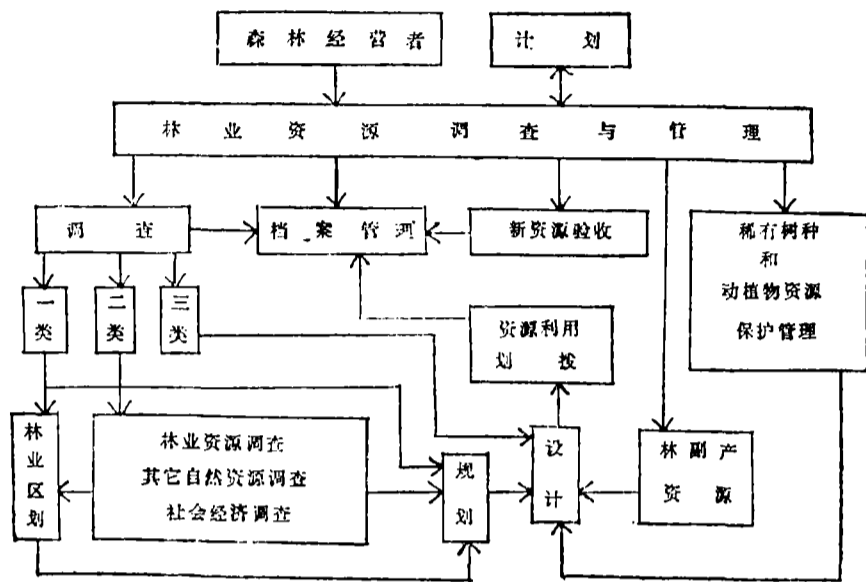 森林经营者
计划
林业资源调查与管理
调查
档案管理
新资源验收
稀有树种
和
动植物资源
保护管理
一类
二类
三类
资源利用
划拨
林业区划
林业资源调查
其它自然资源调查
社会经济调查
规划
设计
林副产
资源